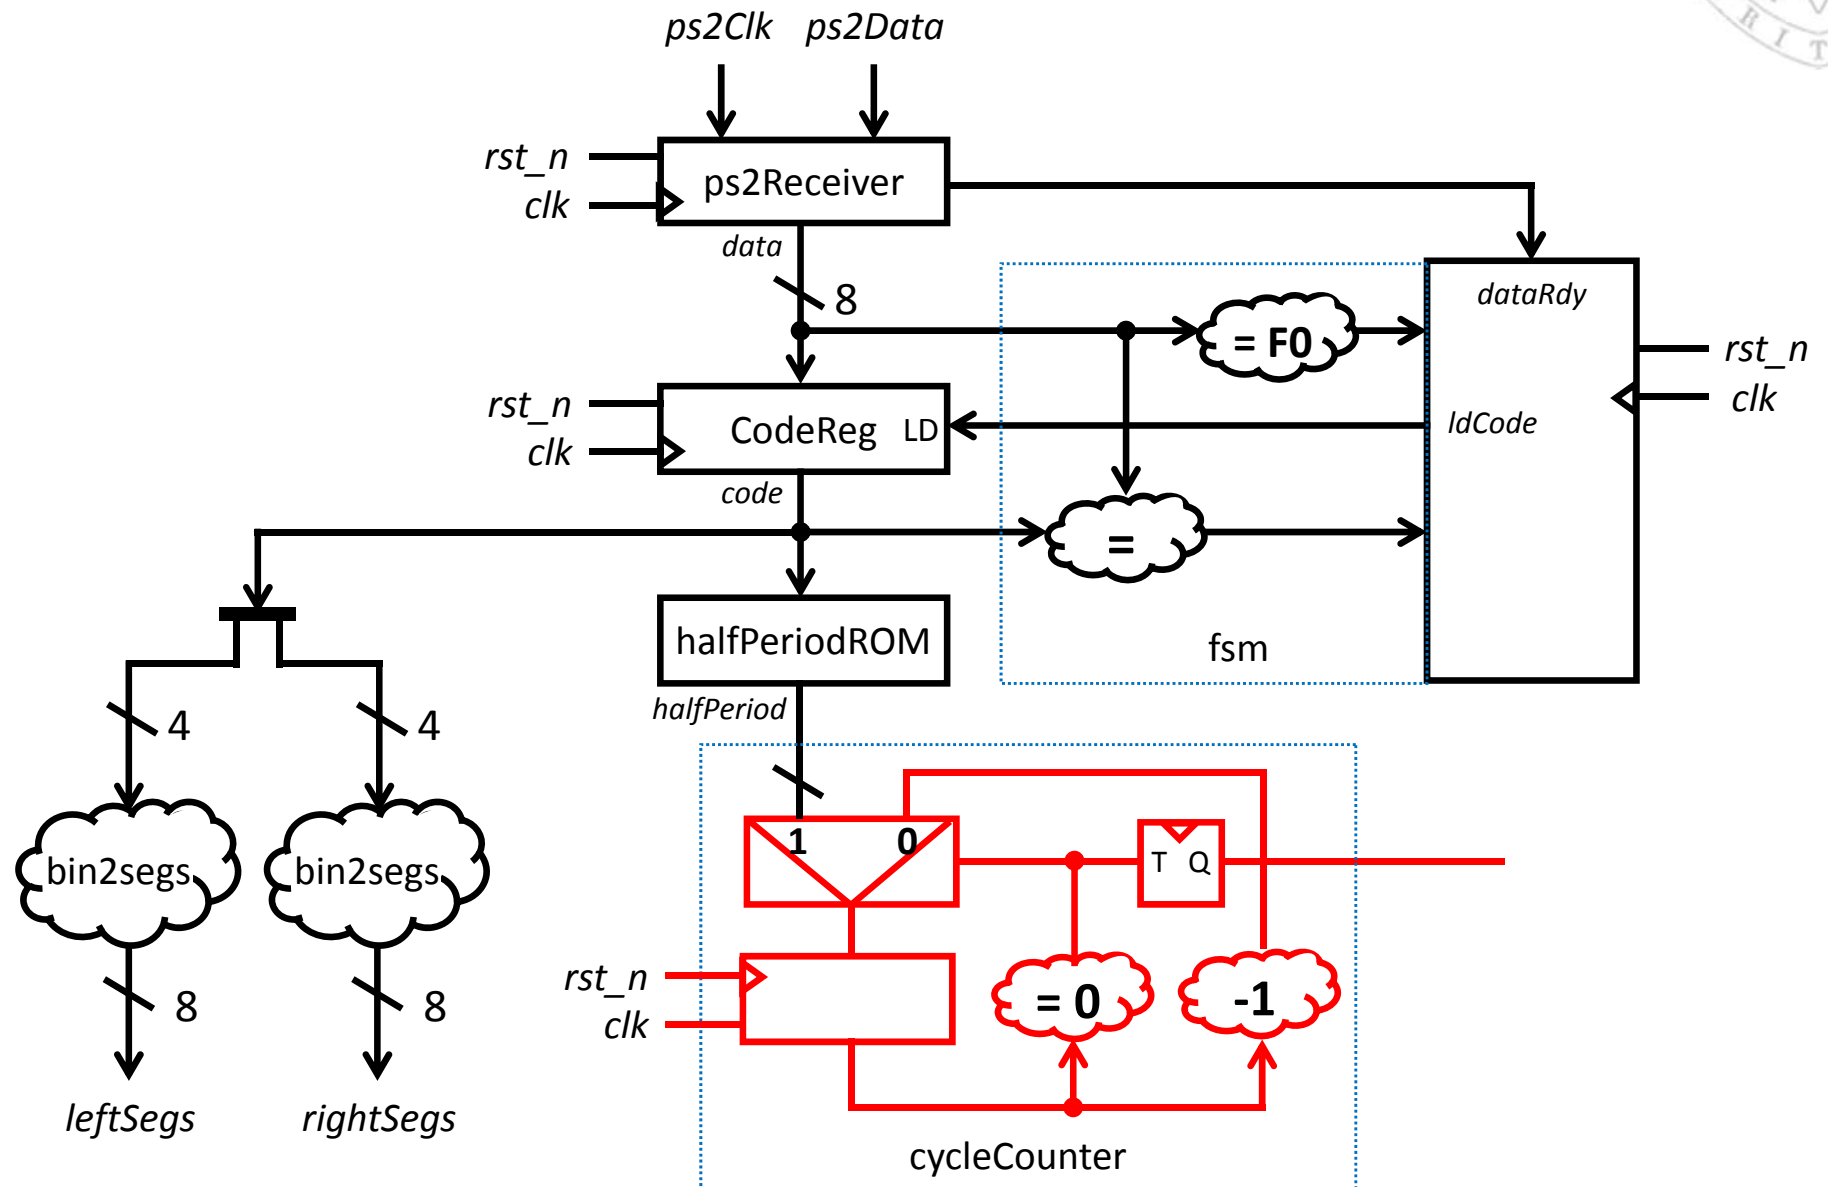 ps2Clk ps2Data
R I T
rst_n
clk
ps2Receiver
data
8
= F0
dataRdy
rst_n
clk
rst_n
clk
CodeReg LD
ldCode
code
=
halfPeriodROM
fsm
halfPeriod
4
4
1 0
T Q
bin2segs
bin2segs
rst_n
clk
= 0
-1
8
8
leftSegs
rightSegs
cycleCounter